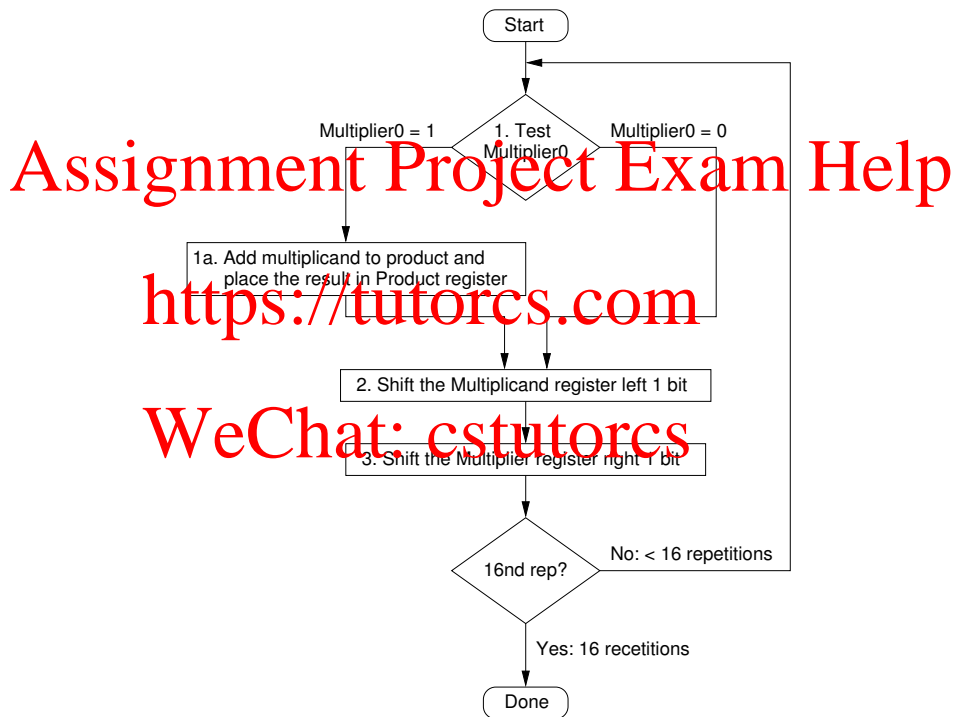 Start
Multiplier0 = 1
1. Test
Multiplier0
Multiplier0 = 0
Assignment Project Exam Help
1a. Add multiplicand to product and
place the result in Product register
https://tutorcs.com
2. Shift the Multiplicand register left 1 bit
WeChat: cstutorcs
3. Shift the Multiplier register right 1 bit
16nd rep?
No: < 16 repetitions
Yes: 16 recetitions
Done